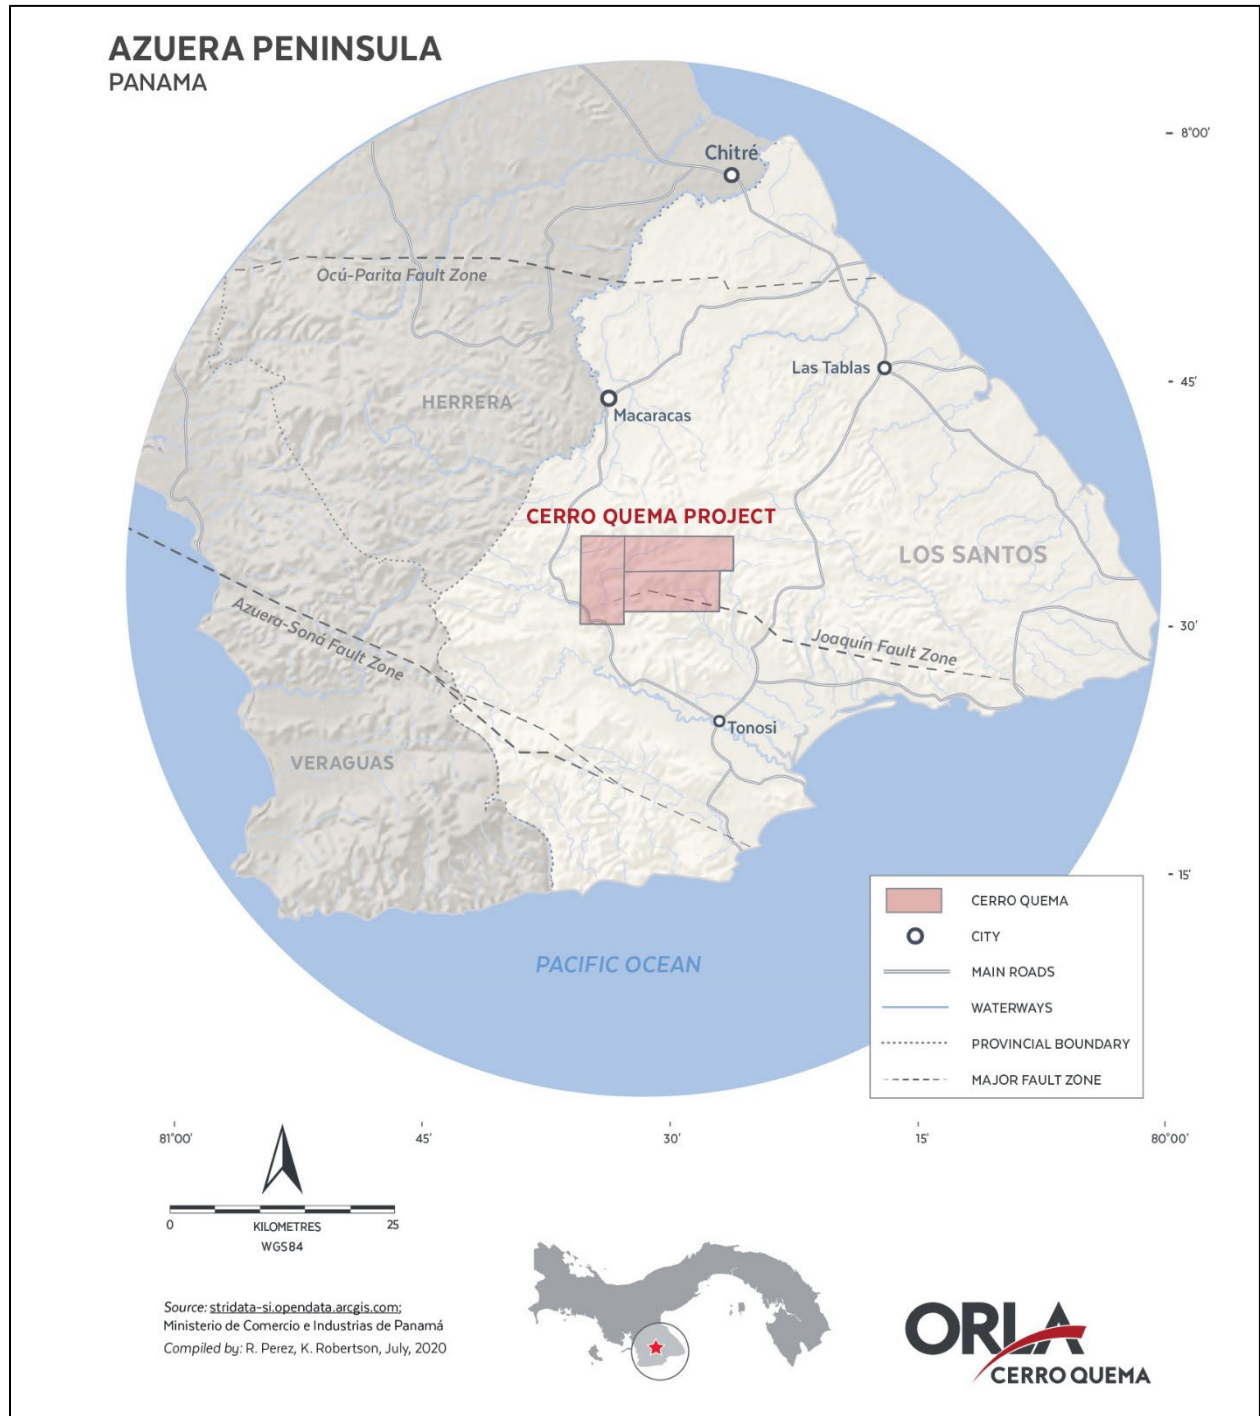 AZUERA PENINSULA
PANAMA
8°00'
Chitré
Ocú-Parita Fault Zone
Las Tablas
45'
HERRERA
Macaracas
CERRO QUEMA PROJECT
LOS SANTOS
Azuera-Soná Fault Zone
30'
Joaquín Fault Zone
Tonosi
VERAGUAS
15'
CERRO QUEMA
CITY
PACIFIC OCEAN
MAIN ROADS
WATERWAYS
PROVINCIAL BOUNDARY
MAJOR FAULT ZONE
81°00' 45' 30' 15' 80°00'
0 KILOMETRES 25
WGS84
Source: stridata-si.opendata.arcgis.com;
Ministerio de Comercio e Industrias de Panamá
Compiled by: R. Perez, K. Robertson, July, 2020
ORLA
CERRO QUEMA